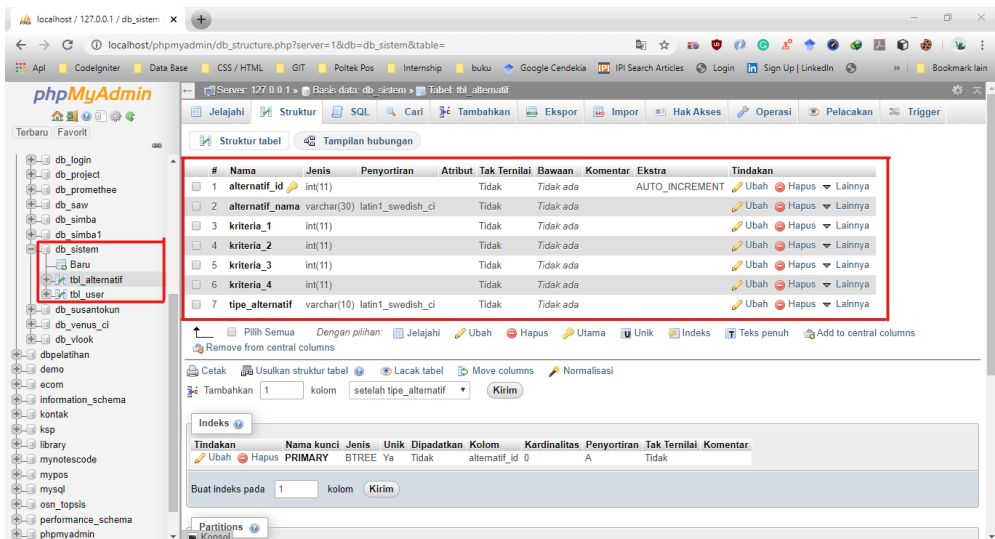 localhost / 127.0.0.1 / db_sistem
localhost/phpmyadmin/db_structure.php?server=1&db=db_sistem&table=
Apl CodeIgniter Data Base CSS / HTML GIT Poltek Pos Internship buku Google Cendekia IPI Search Articles Login Sign Up | LinkedIn » Bookmark lain
phpMyAdmin
Terbaru Favorit
db_login
db_project
db_promethee
db_saw
db_simba
db_simba1
db_sistem
Baru
tbl_alternatif
tbl_user
db_susantokun
db_venus_ci
db_vlook
dbpelatihan
demo
ecom
information_schema
kontak
ksp
library
mynotescode
mypos
mysql
osn_topsis
performance_schema
phpmyadmin
Server: 127.0.0.1 » Basis data: db_sistem » Tabel: tbl_alternatif
Jelajahi Struktur SQL Cari Tambahkan Ekspor Impor Hak Akses Operasi Pelacakan Trigger
Struktur tabel Tampilan hubungan
# Nama Jenis Penyortiran Atribut Tak Ternilai Bawaan Komentar Ekstra Tindakan
1 alternatif_id int(11) Tidak Tidak ada AUTO_INCREMENT Ubah Hapus Lainnya
2 alternatif_nama varchar(30) latin1_swedish_ci Tidak Tidak ada Ubah Hapus Lainnya
3 kriteria_1 int(11) Tidak Tidak ada Ubah Hapus Lainnya
4 kriteria_2 int(11) Tidak Tidak ada Ubah Hapus Lainnya
5 kriteria_3 int(11) Tidak Tidak ada Ubah Hapus Lainnya
6 kriteria_4 int(11) Tidak Tidak ada Ubah Hapus Lainnya
7 tipe_alternatif varchar(10) latin1_swedish_ci Tidak Tidak ada Ubah Hapus Lainnya
Pilih Semua Dengan pilihan: Jelajahi Ubah Hapus Utama Unik Indeks Teks penuh Add to central columns
Remove from central columns
Cetak Usulkan struktur tabel Lacak tabel Move columns Normalisasi
Tambahkan 1 kolom setelah tipe_alternatif Kirim
Indeks
Tindakan Nama kunci Jenis Unik Dipadatkan Kolom Kardinalitas Penyortiran Tak Ternilai Komentar
Ubah Hapus PRIMARY BTREE Ya Tidak alternatif_id 0 A Tidak
Buat indeks pada 1 kolom Kirim
Partitions
Konsol